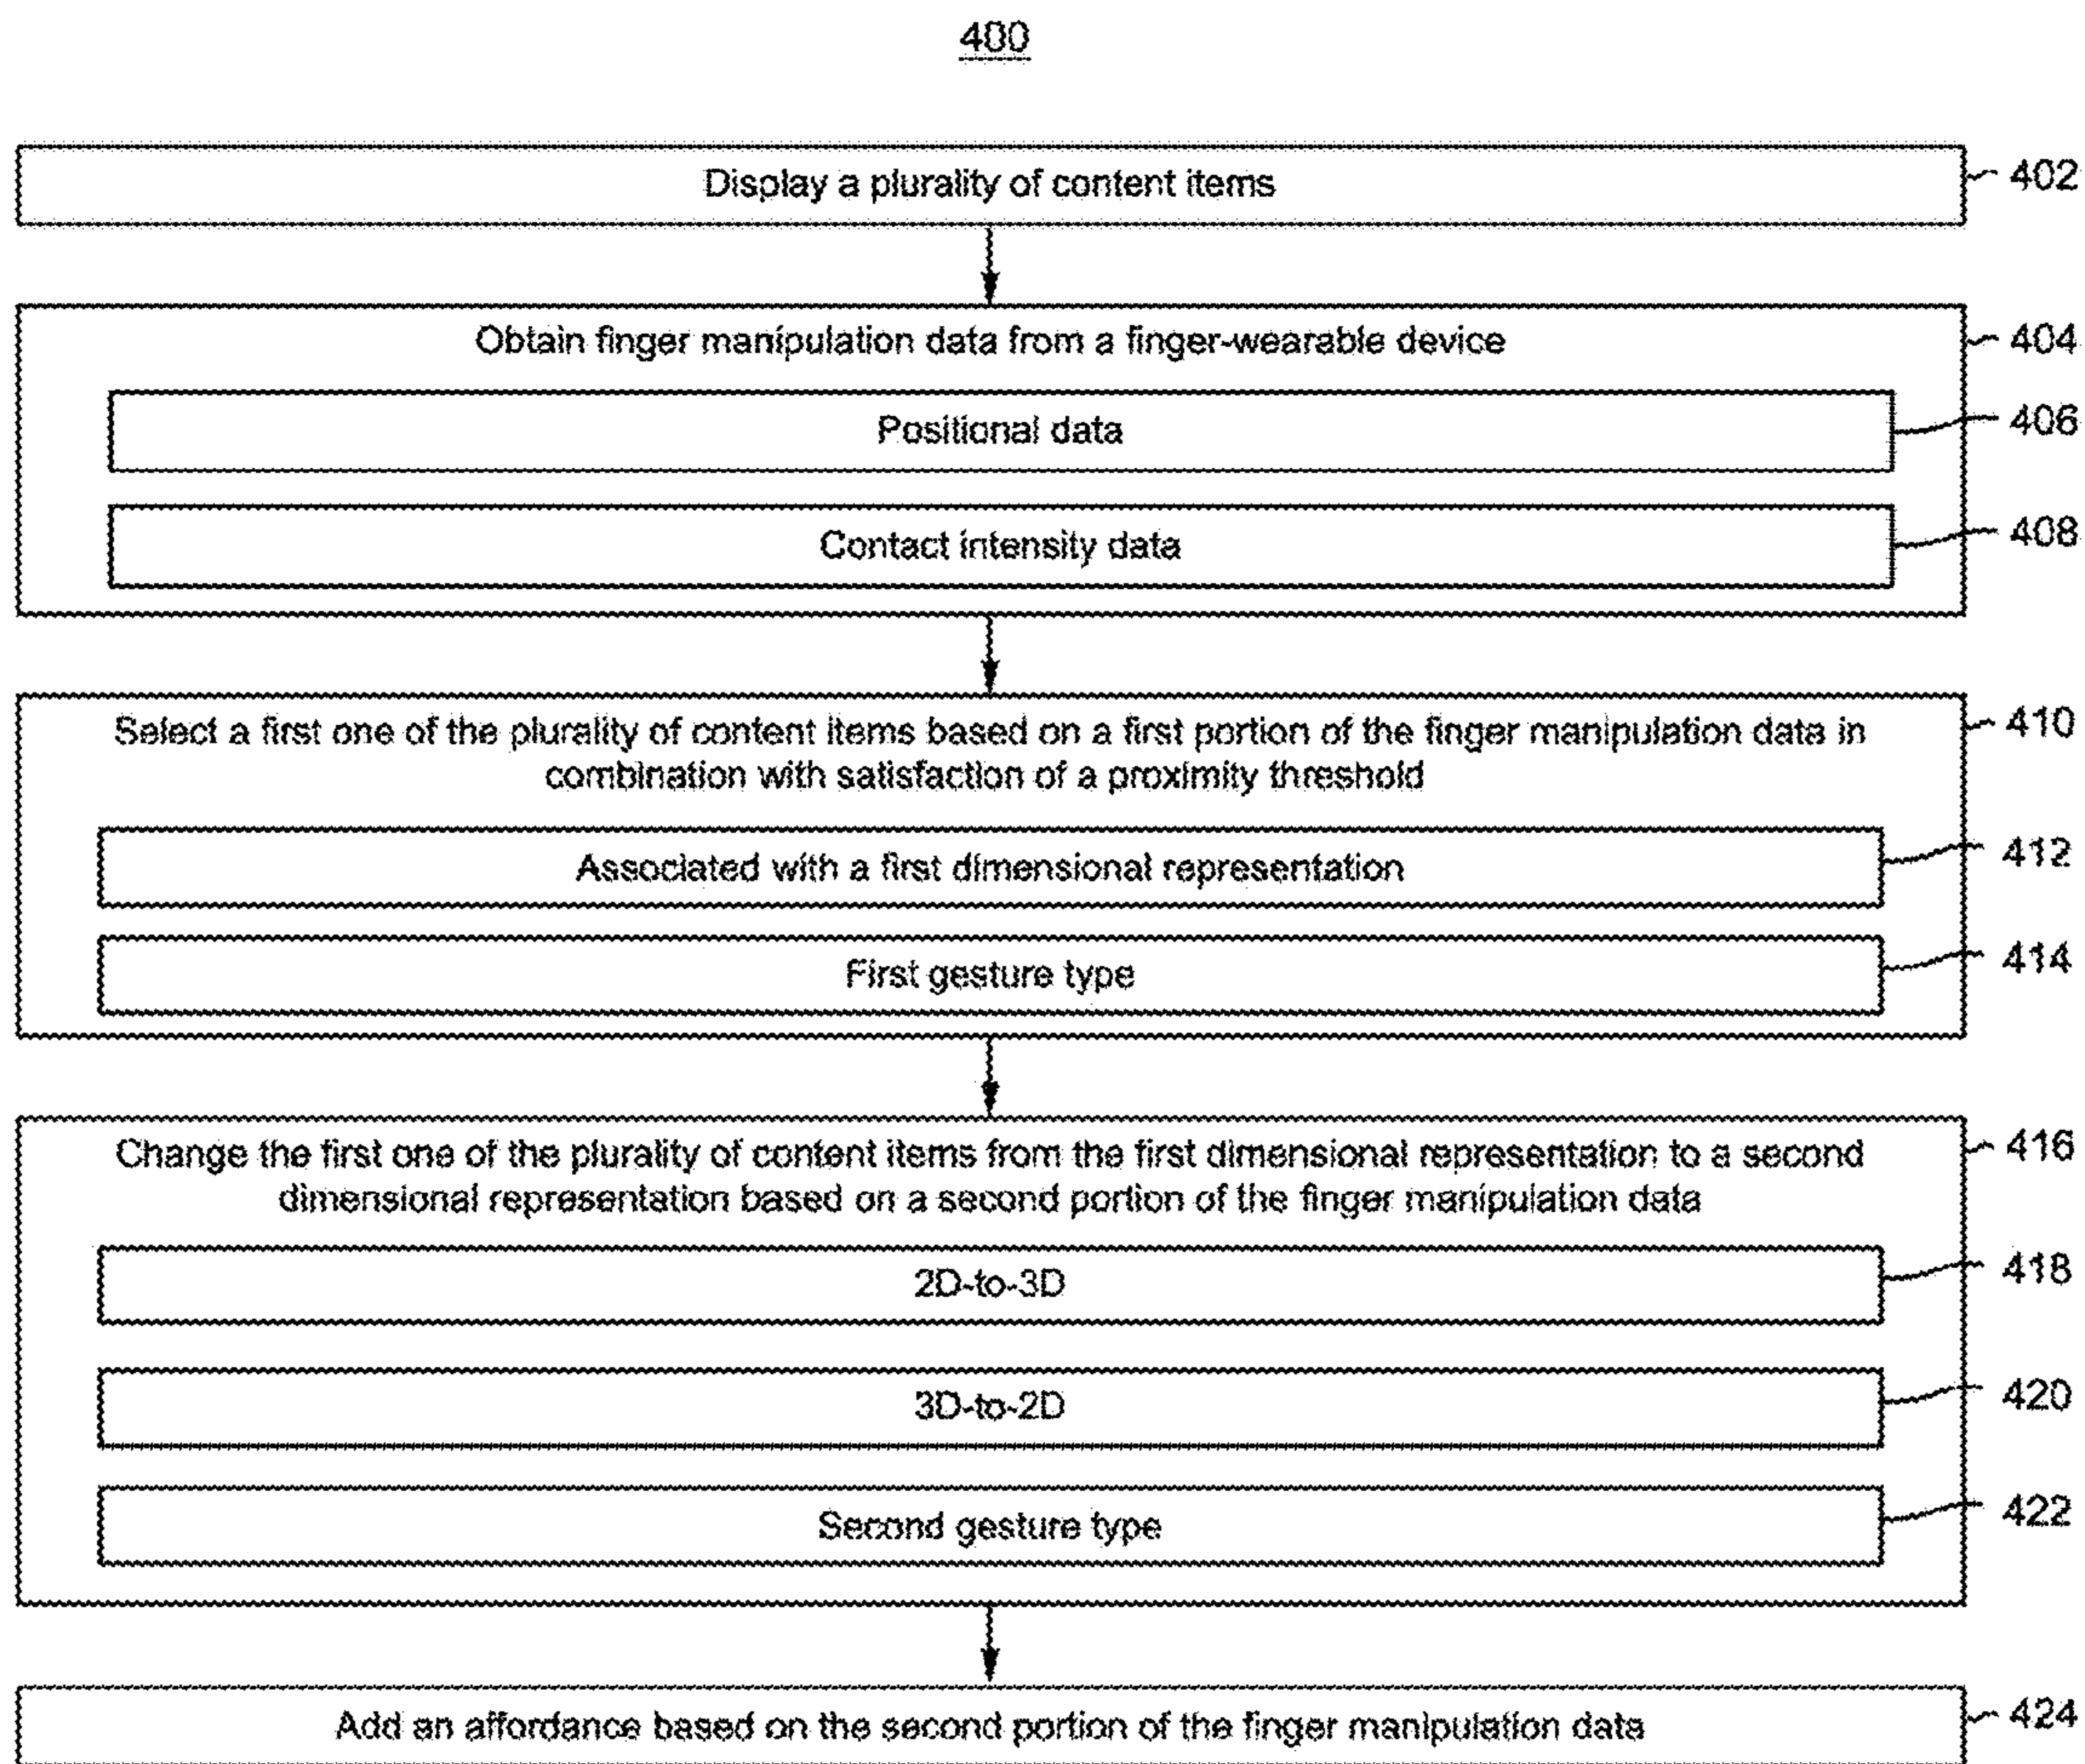 400
Display a plurality of content items
402
Obtain finger manipulation data from a finger-wearable device
404
Positional data
406
Contact intensity data
408
Select a first one of the plurality of content items based on a first portion of the finger manipulation data in
combination with satisfaction of a proximity threshold
410
Associated with a first dimensional representation
412
First gesture type
414
Change the first one of the plurality of content items from the first dimensional representation to a second
dimensional representation based on a second portion of the finger manipulation data
416
2D-to-3D
418
3D-to-2D
420
Second gesture type
422
Add an affordance based on the second portion of the finger manipulation data
424